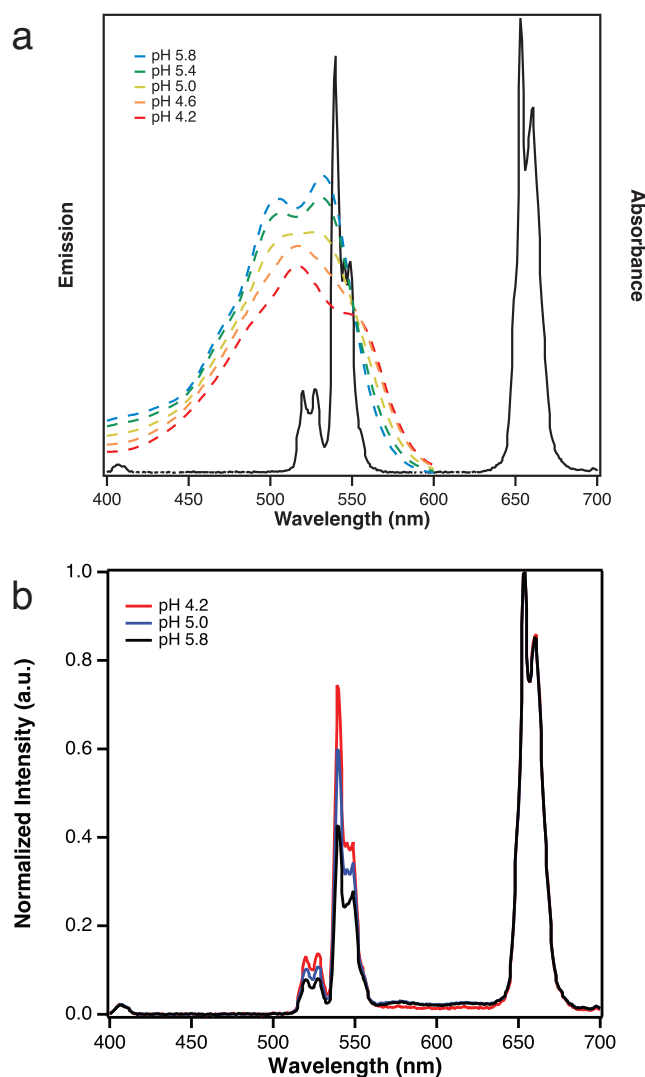 a
pH 5.8
pH 5.4
pH 5.0
pH 4.6
pH 4.2
Emission
Absorbance
400
450
500
550
600
650
700
Wavelength (nm)
b
pH 4.2
pH 5.0
pH 5.8
Normalized Intensity (a.u.)
1.0
0.8
0.6
0.4
0.2
0.0
400
450
500
550
600
650
700
Wavelength (nm)